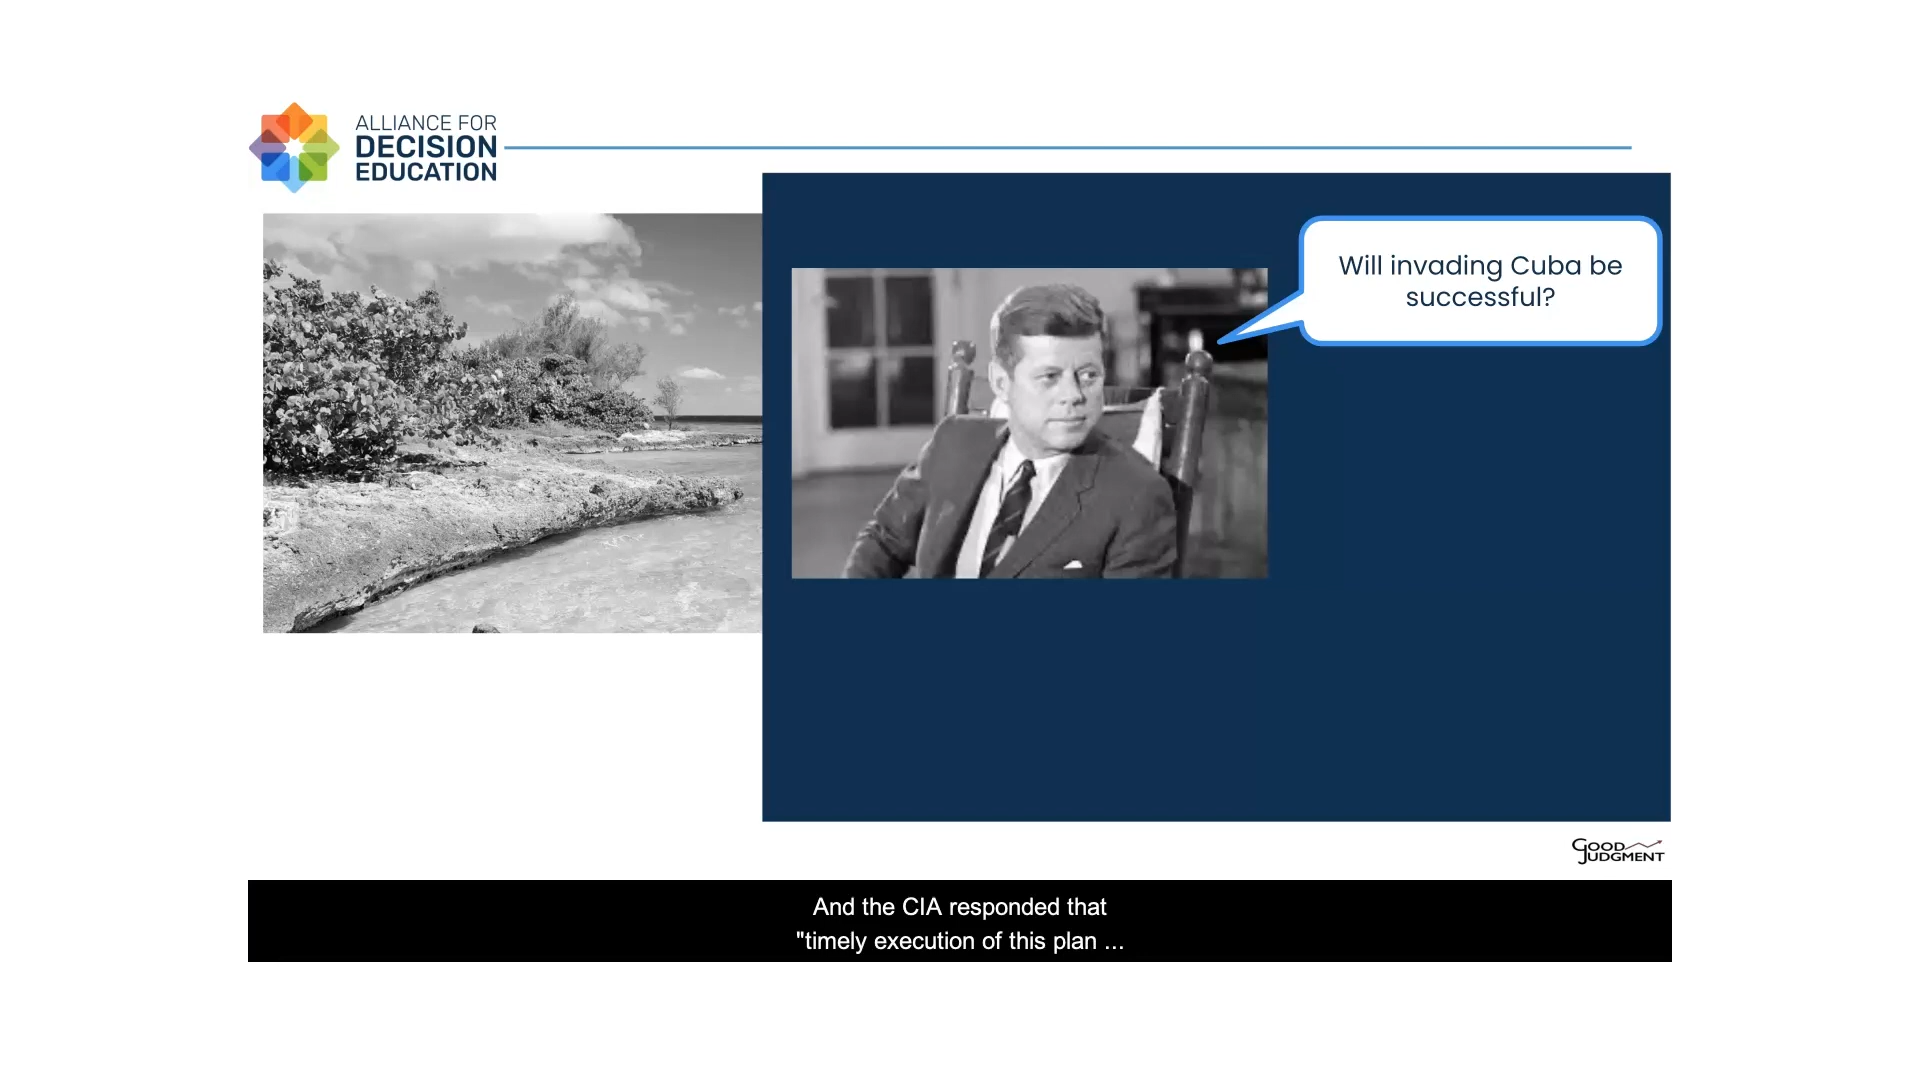 ALLIANCE FOR
DECISION
EDUCATION
Will invading Cuba be
successful?
GOOD
JUDGMENT
And the CIA responded that
"timely execution of this plan ...